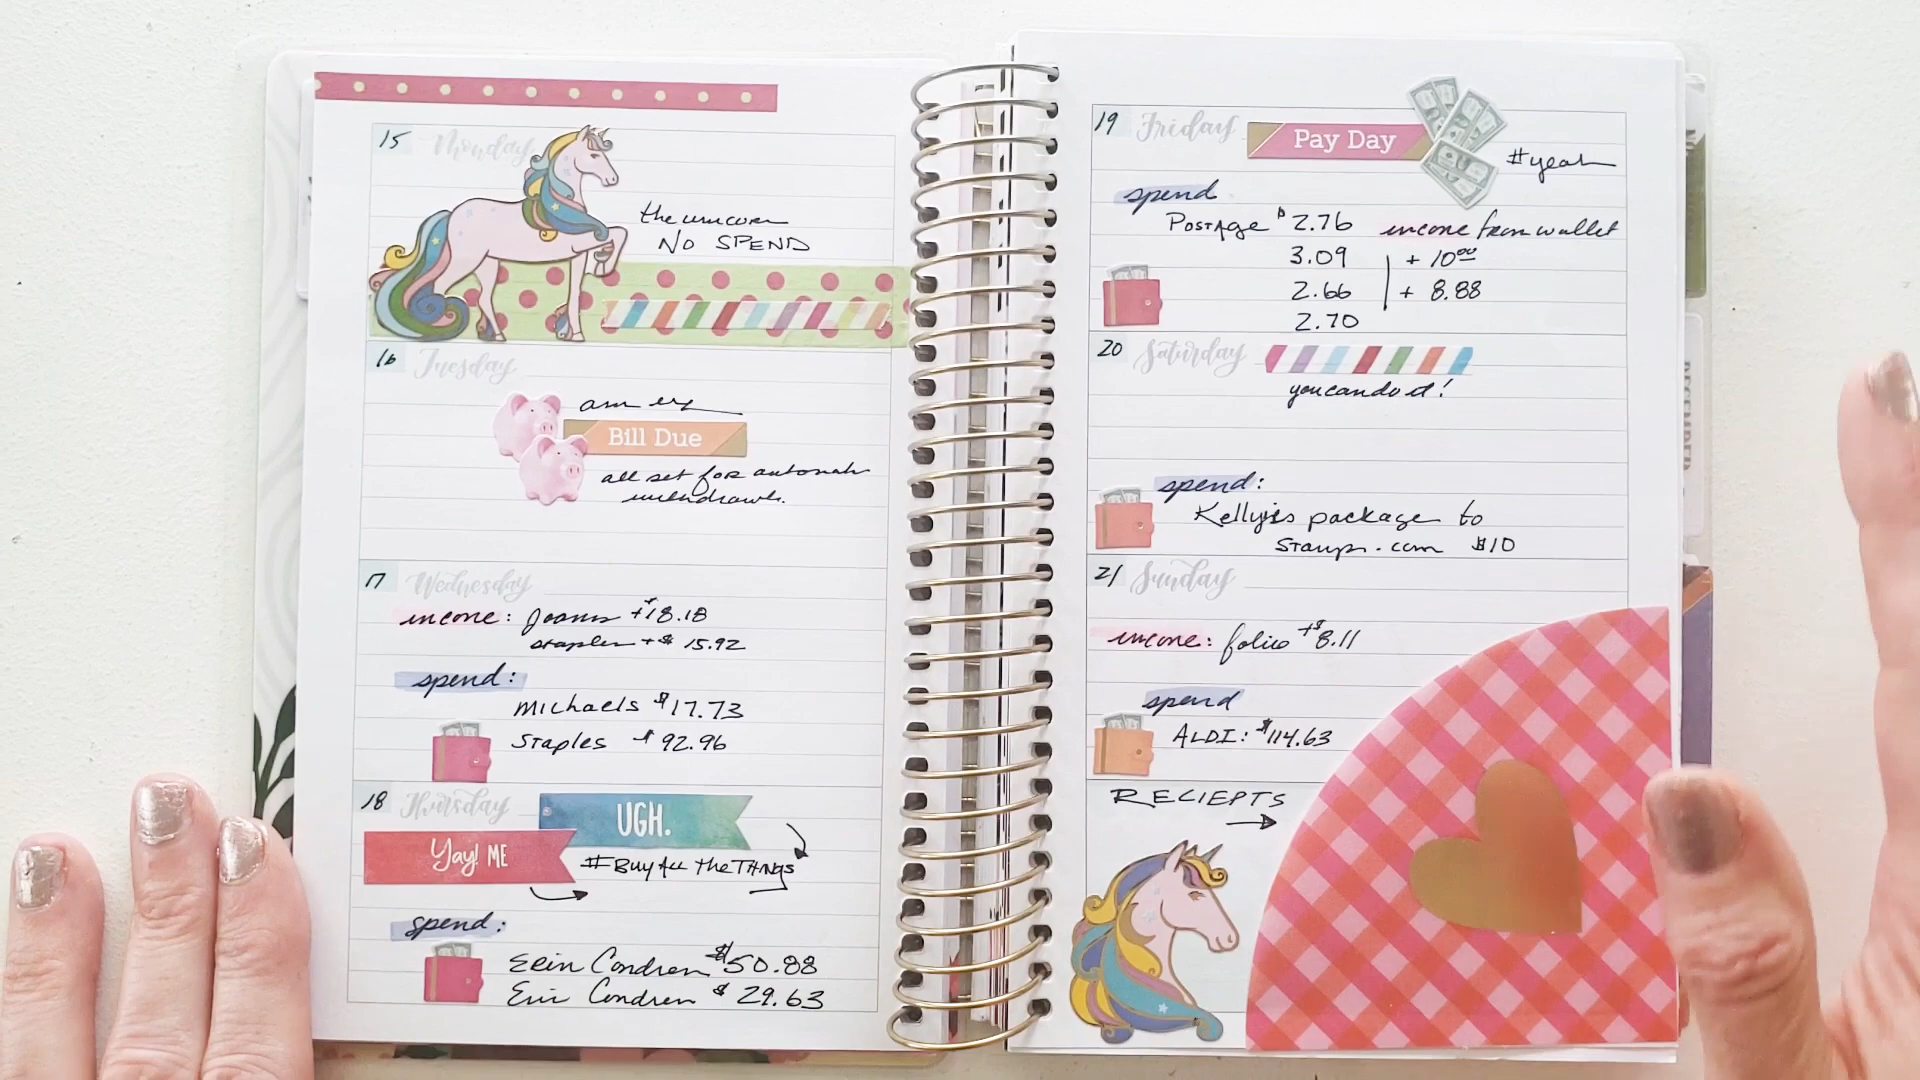 15 Monday
the unicorn
NO SPEND
16 Tuesday
Bill Due
all set for automatic
withdrawl.
17 Wednesday
income: Joanns +$18.18
Staples +$ 15.92
spend:
Michaels $17.73
Staples $92.96
18 Thursday
UGH.
Yay! ME
#BUY ALL THE THINGS
spend:
Erin Condren $50.88
Erin Condren $29.63
19 Friday
Pay Day
#yeah
spend
Postage $2.76 income from wallet
3.09 + 10.00
2.66 + 8.88
2.70
20 Saturday
you can do it!
spend:
Kelly's package to
Stamps.com $10
21 Sunday
income: folio +$8.11
spend
ALDI: $114.63
RECIEPTS
DECEMBER